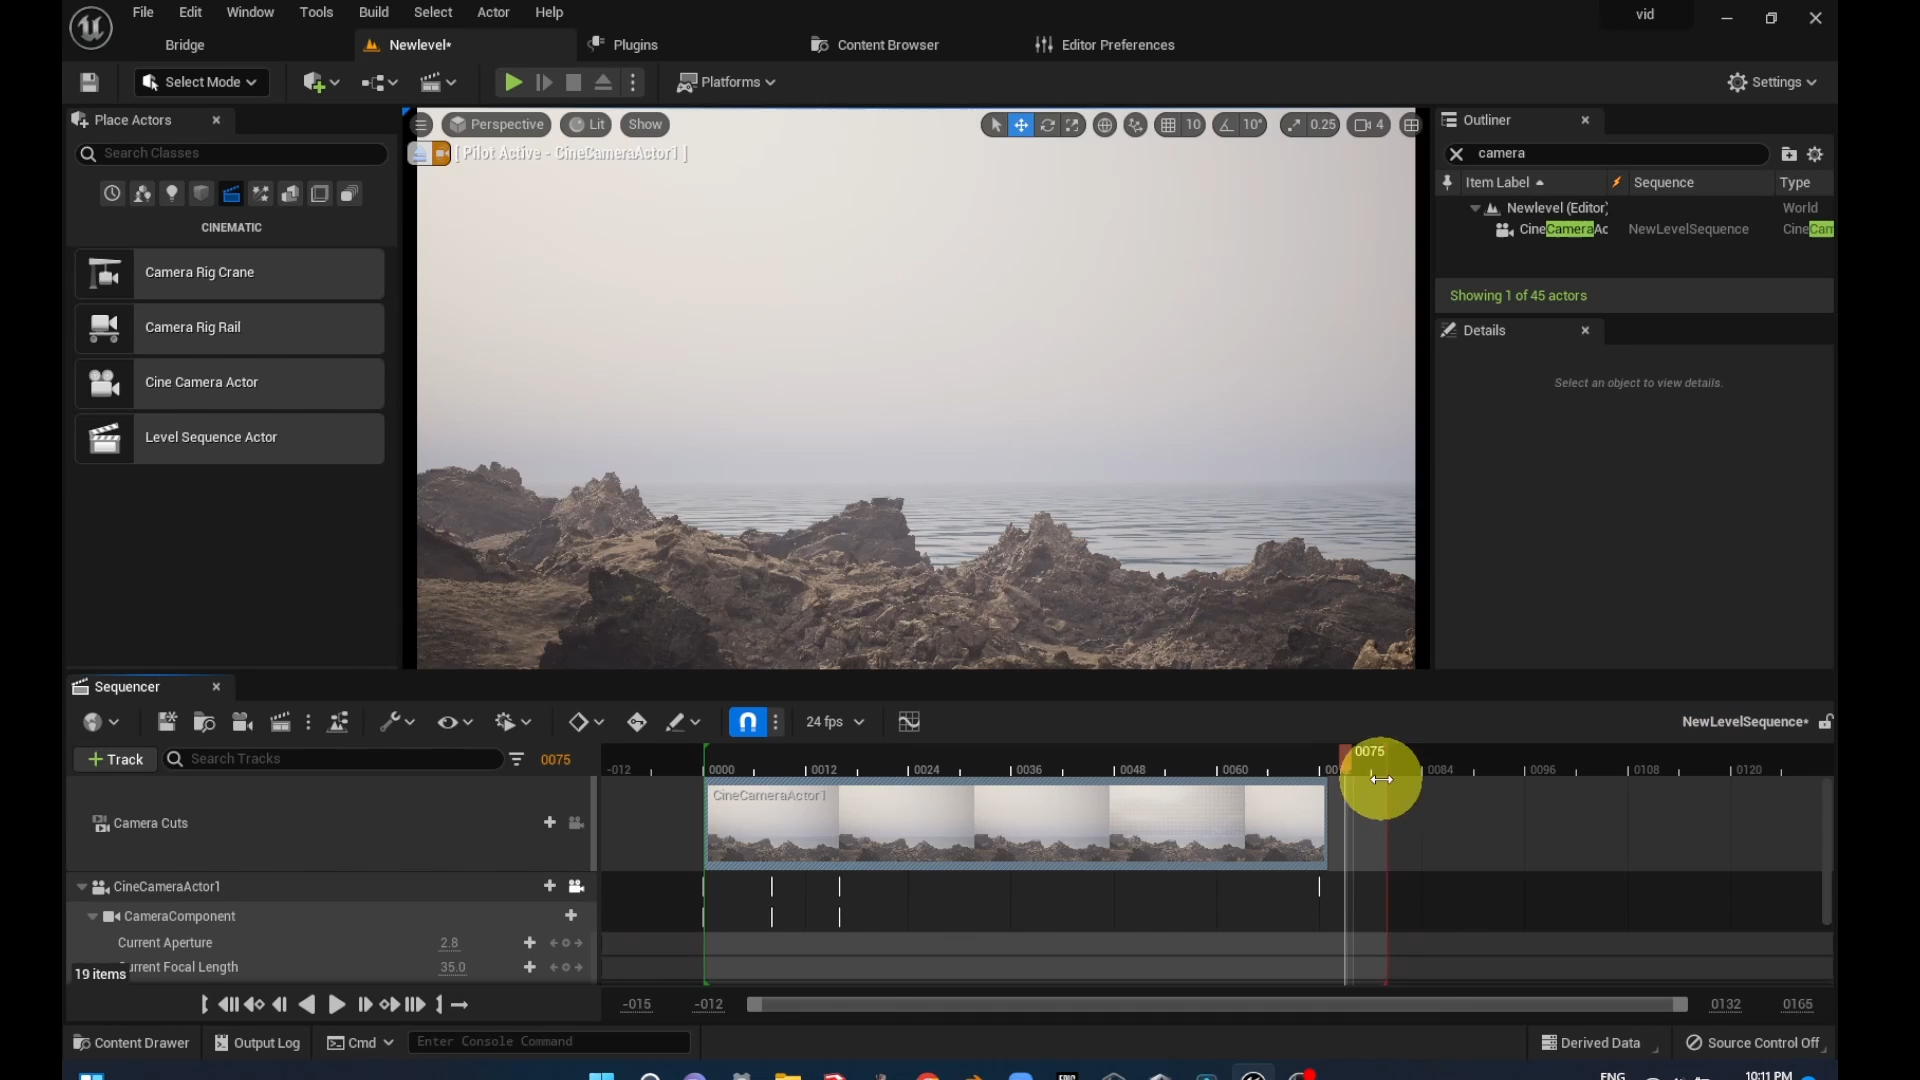 File Edit Window Tools Build Select Actor Help
vid
Bridge
Newlevel*
Plugins
Content Browser
Editor Preferences
Select Mode
Platforms
Settings
Place Actors
Search Classes
CINEMATIC
Camera Rig Crane
Camera Rig Rail
Cine Camera Actor
Level Sequence Actor
Perspective
Lit
Show
10
10°
0.25
4
[ Pilot Active - CineCameraActor1 ]
Outliner
camera
Item Label
Sequence
Type
Newlevel (Editor)
World
CineCameraAc
NewLevelSequence
CineCam
Showing 1 of 45 actors
Details
Select an object to view details.
Sequencer
24 fps
NewLevelSequence*
Track
Search Tracks
0075
-012
0000
0012
0024
0036
0048
0060
0075
0084
0096
0108
0120
Camera Cuts
CineCameraActor1
CineCameraActor1
CameraComponent
Current Aperture
2.8
urrent Focal Length
35.0
19 items
-015
-012
0132
0165
Content Drawer
Output Log
Cmd
Enter Console Command
Derived Data
Source Control Off
ENG
10:11 PM